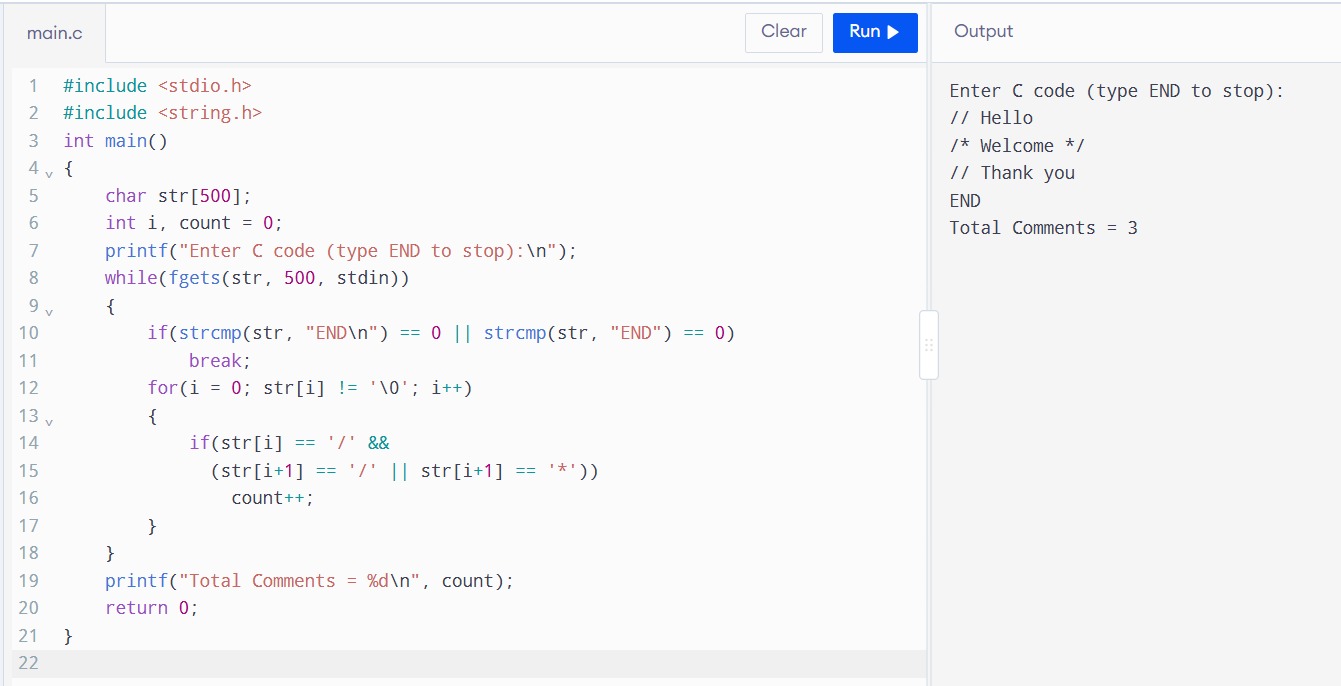 main.c
Clear
Run
Output
1 #include <stdio.h>
2 #include <string.h>
3 int main()
4 {
5     char str[500];
6     int i, count = 0;
7     printf("Enter C code (type END to stop):\n");
8     while(fgets(str, 500, stdin))
9     {
10         if(strcmp(str, "END\n") == 0 || strcmp(str, "END") == 0)
11             break;
12         for(i = 0; str[i] != '\0'; i++)
13         {
14             if(str[i] == '/' &&
15               (str[i+1] == '/' || str[i+1] == '*'))
16                 count++;
17         }
18     }
19     printf("Total Comments = %d\n", count);
20     return 0;
21 }
22
Enter C code (type END to stop):
// Hello
/* Welcome */
// Thank you
END
Total Comments = 3